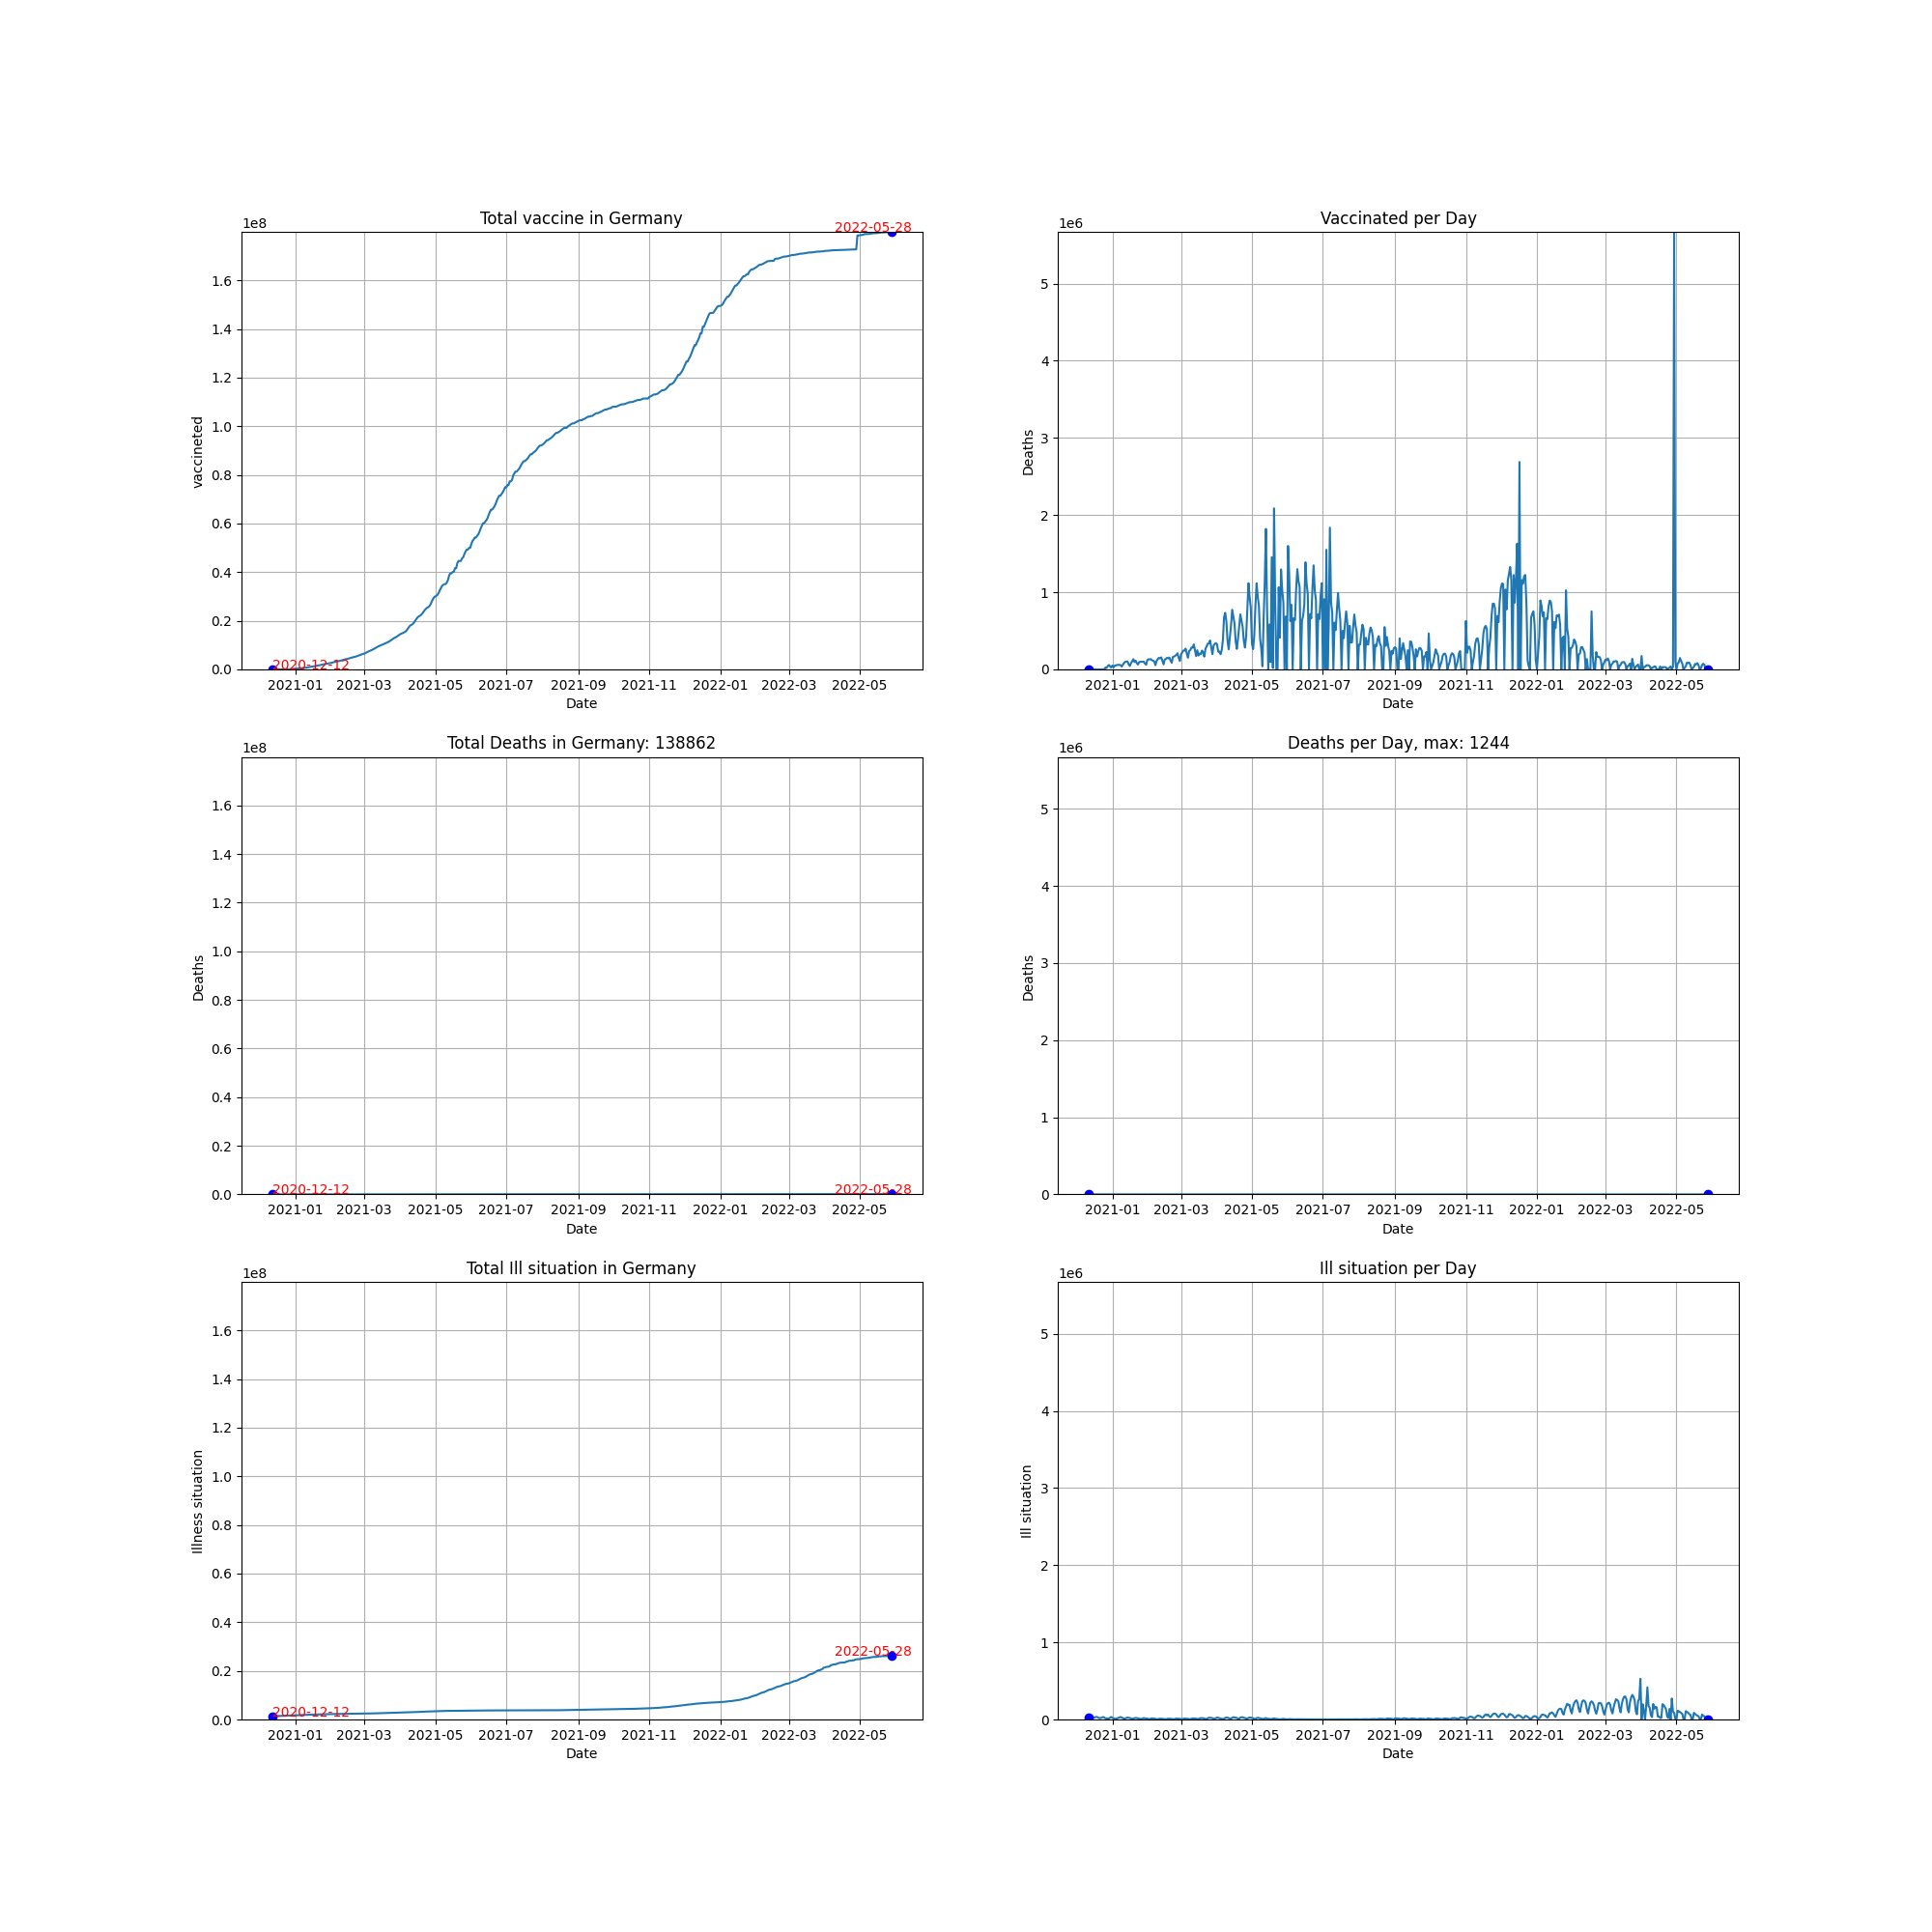 Total vaccine in Germany
1e8
2022-05-28
1.6
1.4
1.2
1.0
0.8
0.6
0.4
0.2
0.0
vaccineted
2020-12-12
2021-01 2021-03 2021-05 2021-07 2021-09 2021-11 2022-01 2022-03 2022-05
Date
Vaccinated per Day
1e6
5
4
3
2
1
0
Deaths
2021-01 2021-03 2021-05 2021-07 2021-09 2021-11 2022-01 2022-03 2022-05
Date
Total Deaths in Germany: 138862
1e8
1.6
1.4
1.2
1.0
0.8
0.6
0.4
0.2
0.0
Deaths
2020-12-12
2022-05-28
2021-01 2021-03 2021-05 2021-07 2021-09 2021-11 2022-01 2022-03 2022-05
Date
Deaths per Day, max: 1244
1e6
5
4
3
2
1
0
Deaths
2021-01 2021-03 2021-05 2021-07 2021-09 2021-11 2022-01 2022-03 2022-05
Date
Total Ill situation in Germany
1e8
1.6
1.4
1.2
1.0
0.8
0.6
0.4
0.2
0.0
Illness situation
2020-12-12
2022-05-28
2021-01 2021-03 2021-05 2021-07 2021-09 2021-11 2022-01 2022-03 2022-05
Date
Ill situation per Day
1e6
5
4
3
2
1
0
Ill situation
2021-01 2021-03 2021-05 2021-07 2021-09 2021-11 2022-01 2022-03 2022-05
Date